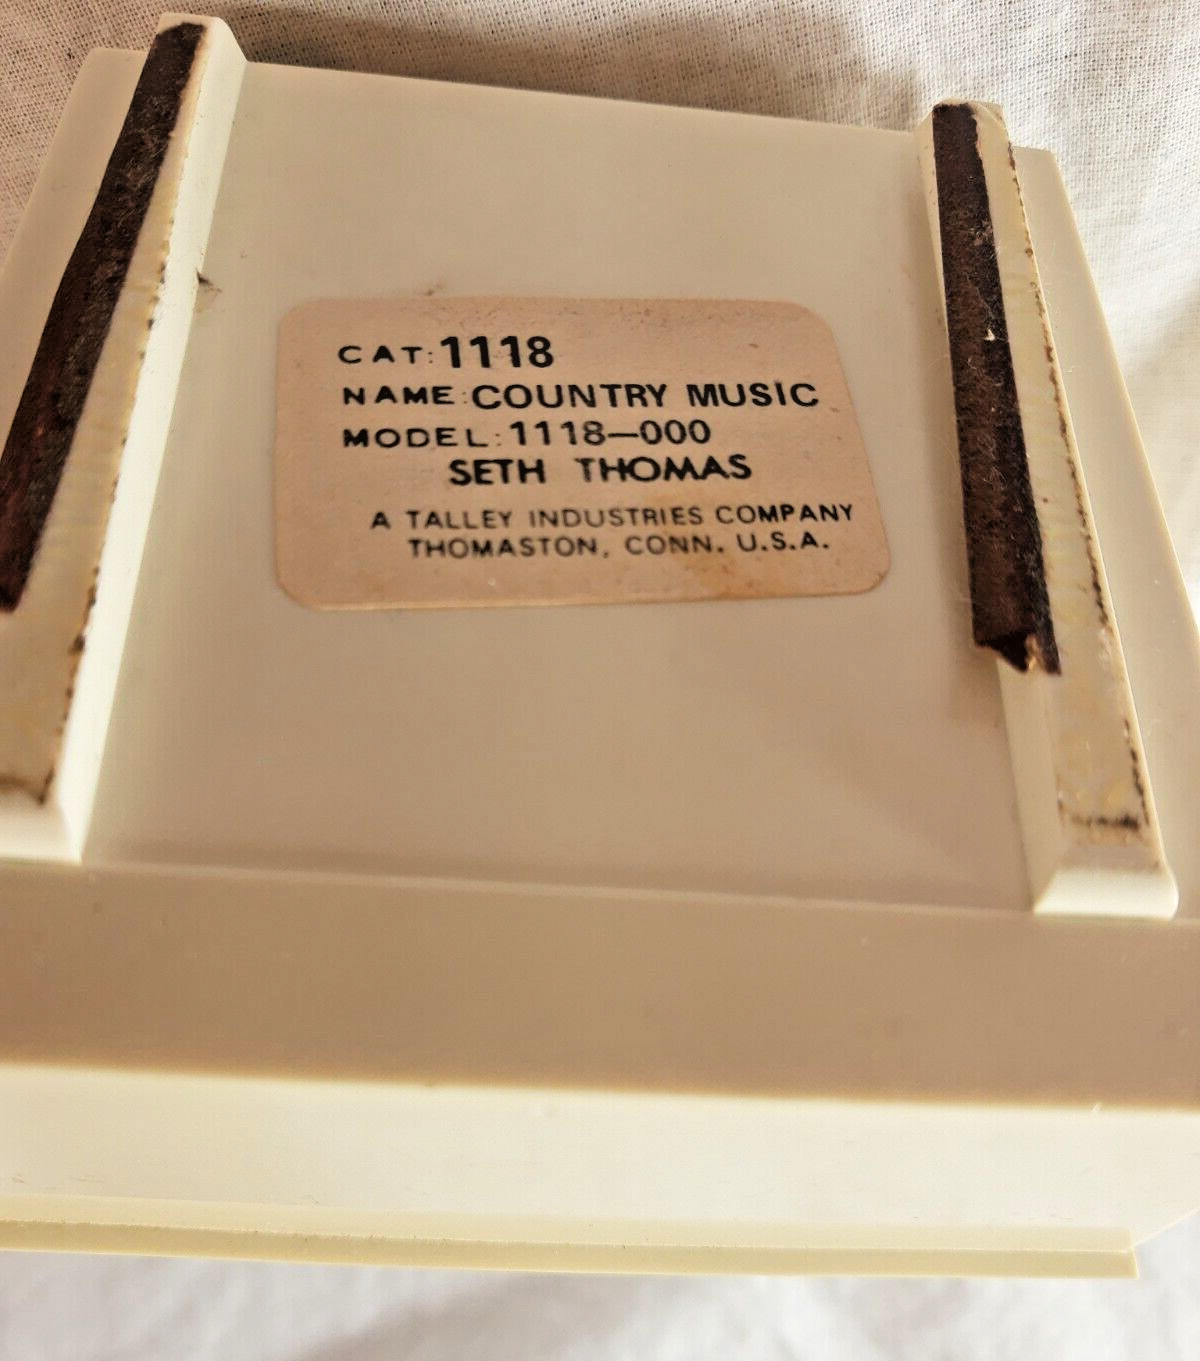 CAT: 1118
NAME: COUNTRY MUSIC
MODEL: 1118-000
SETH THOMAS
A TALLEY INDUSTRIES COMPANY
THOMASTON, CONN. U.S.A.